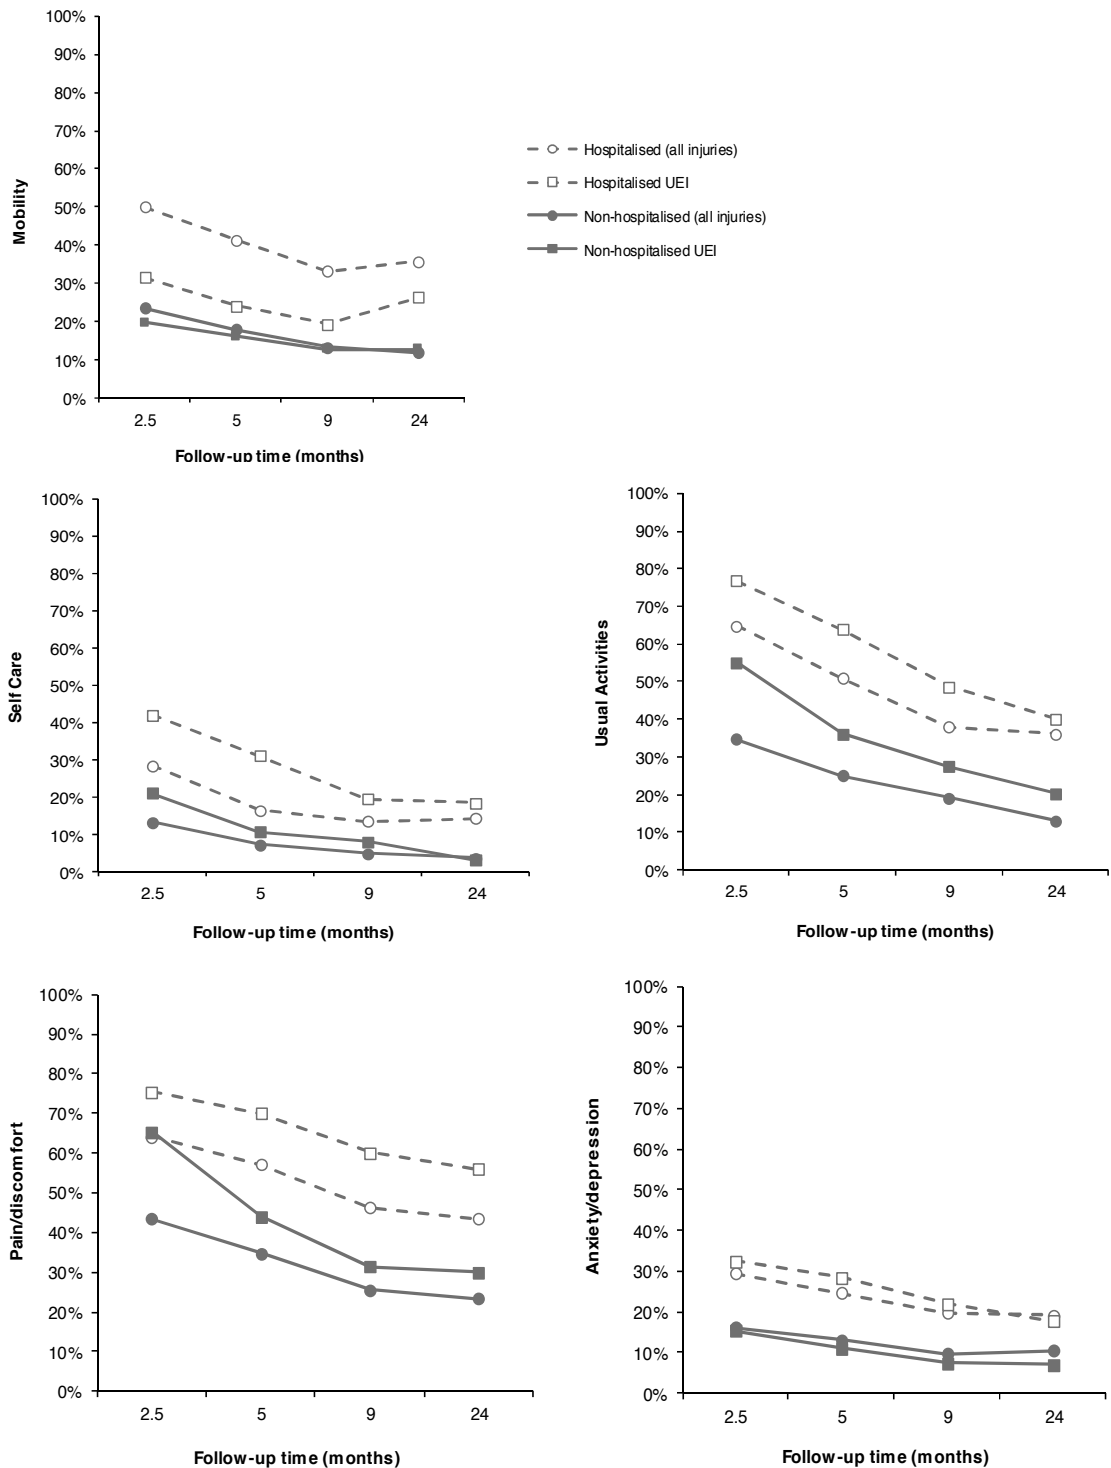 100%
90%
80%
70%
60%
50%
40%
30%
20%
10%
0%
Mobility
2.5 5 9 24
Follow-up time (months)
Hospitalised (all injuries)
Hospitalised UEI
Non-hospitalised (all injuries)
Non-hospitalised UEI
100%
90%
80%
70%
60%
50%
40%
30%
20%
10%
0%
Self Care
2.5 5 9 24
Follow-up time (months)
100%
90%
80%
70%
60%
50%
40%
30%
20%
10%
0%
Usual Activities
2.5 5 9 24
Follow-up time (months)
100%
90%
80%
70%
60%
50%
40%
30%
20%
10%
0%
Pain/discomfort
2.5 5 9 24
Follow-up time (months)
100%
90%
80%
70%
60%
50%
40%
30%
20%
10%
0%
Anxiety/depression
2.5 5 9 24
Follow-up time (months)